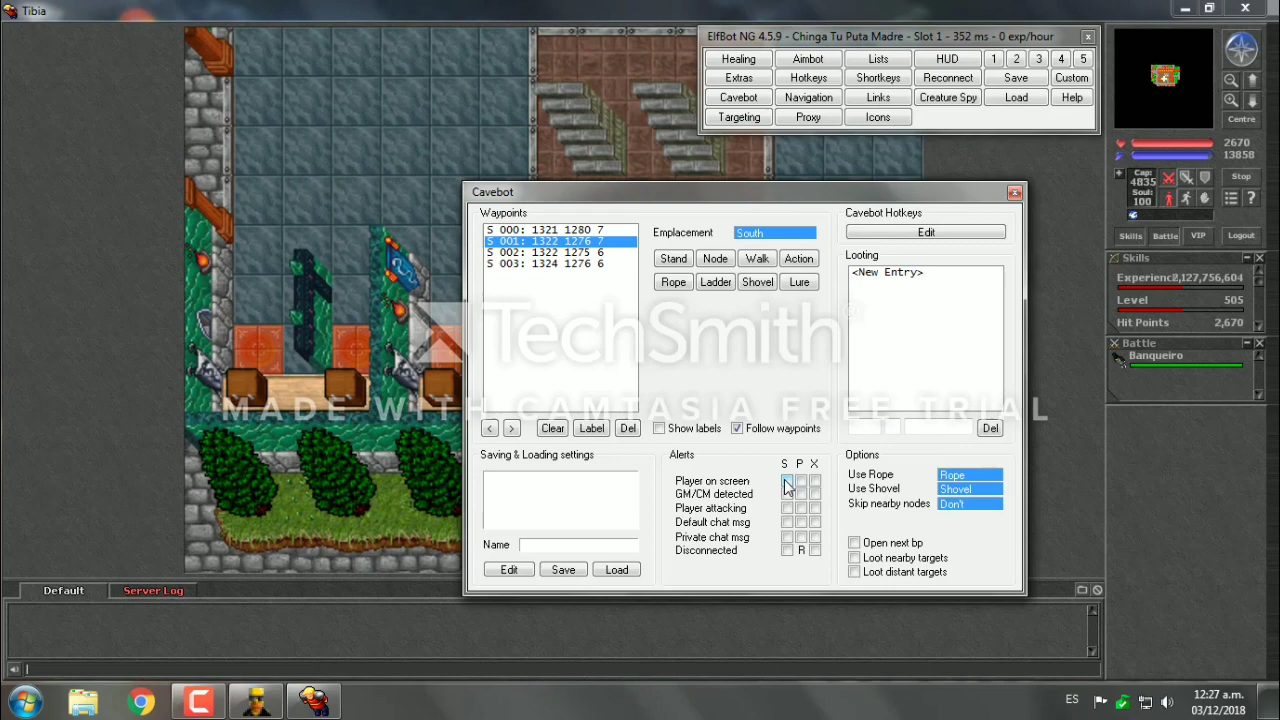 Tibia
ElfBot NG 4.5.9 - Chinga Tu Puta Madre - Slot 1 - 352 ms - 0 exp/hour
Healing Aimbot Lists HUD 1 2 3 4 5
Extras Hotkeys Shortkeys Reconnect Save Custom
Cavebot Navigation Links Creature Spy Load Help
Targeting Proxy Icons
Centre
2670
13858
Cap:
4835
Soul:
100
Stop
?
Skills Battle VIP Logout
Skills
Experience 2,127,756,604
Level 505
Hit Points 2,670
Battle
Banqueiro
Cavebot
Waypoints
S 000: 1321 1280 7
S 001: 1322 1276 7
S 002: 1322 1275 6
S 003: 1324 1276 6
Emplacement South
Stand Node Walk Action
Rope Ladder Shovel Lure
Cavebot Hotkeys
Edit
Looting
<New Entry>
TechSmith®
MADE WITH CAMTASIA FREE TRIAL
< > Clear Label Del Show labels Follow waypoints
Del
Saving & Loading settings
Name
Edit Save Load
Alerts
S P X
Player on screen
GM/CM detected
Player attacking
Default chat msg
Private chat msg
Disconnected R
Options
Use Rope Rope
Use Shovel Shovel
Skip nearby nodes Don't
Open next bp
Loot nearby targets
Loot distant targets
Default Server Log
ES
12:27 a.m.
03/12/2018